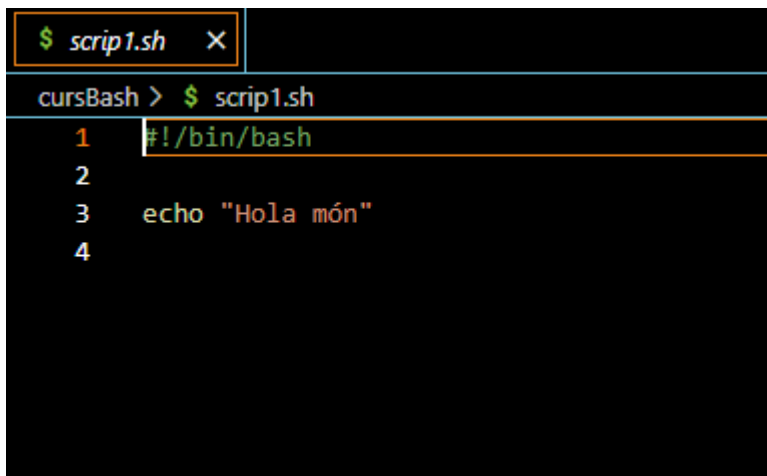 $ scrip1.sh ×
cursBash > $ scrip1.sh
1 #!/bin/bash
2
3 echo "Hola món"
4